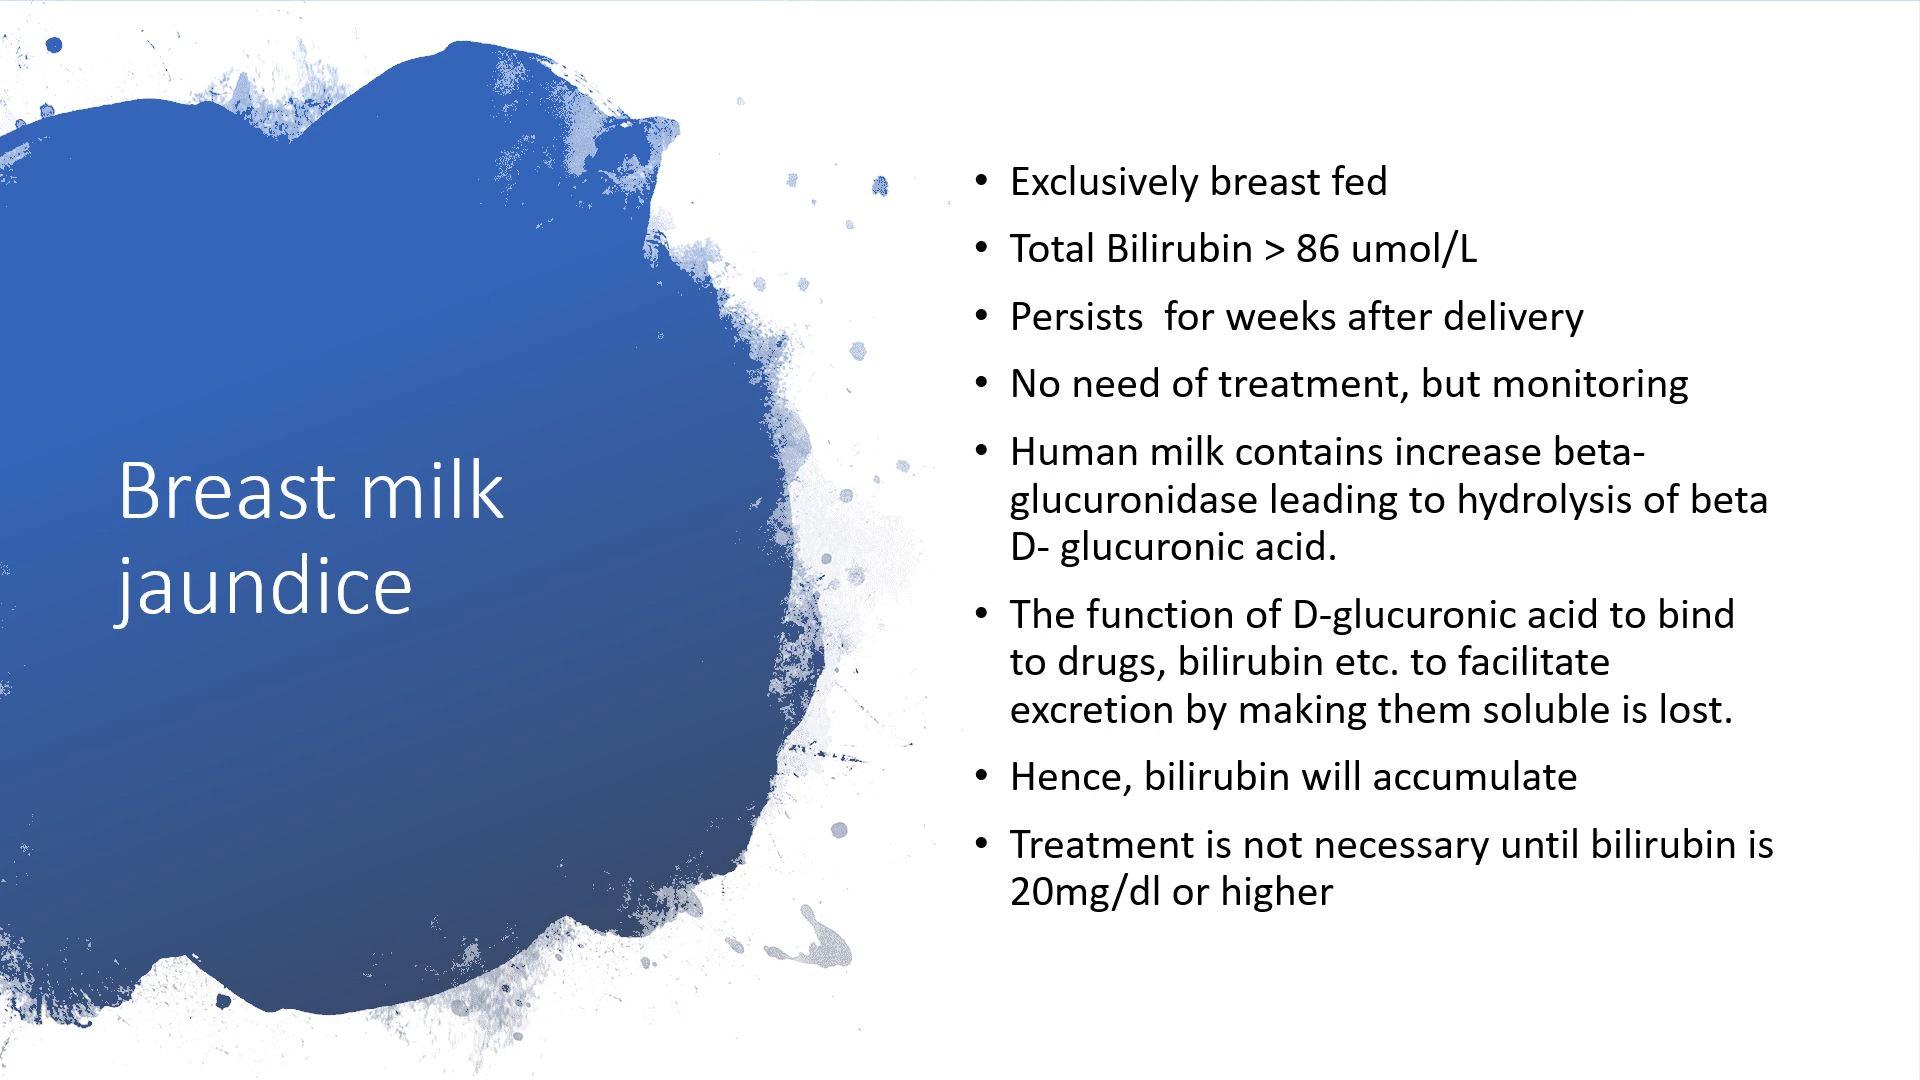 Breast milk
jaundice
• Exclusively breast fed
• Total Bilirubin > 86 umol/L
• Persists  for weeks after delivery
• No need of treatment, but monitoring
• Human milk contains increase beta-
glucuronidase leading to hydrolysis of beta
D- glucuronic acid.
• The function of D-glucuronic acid to bind
to drugs, bilirubin etc. to facilitate
excretion by making them soluble is lost.
• Hence, bilirubin will accumulate
• Treatment is not necessary until bilirubin is
20mg/dl or higher